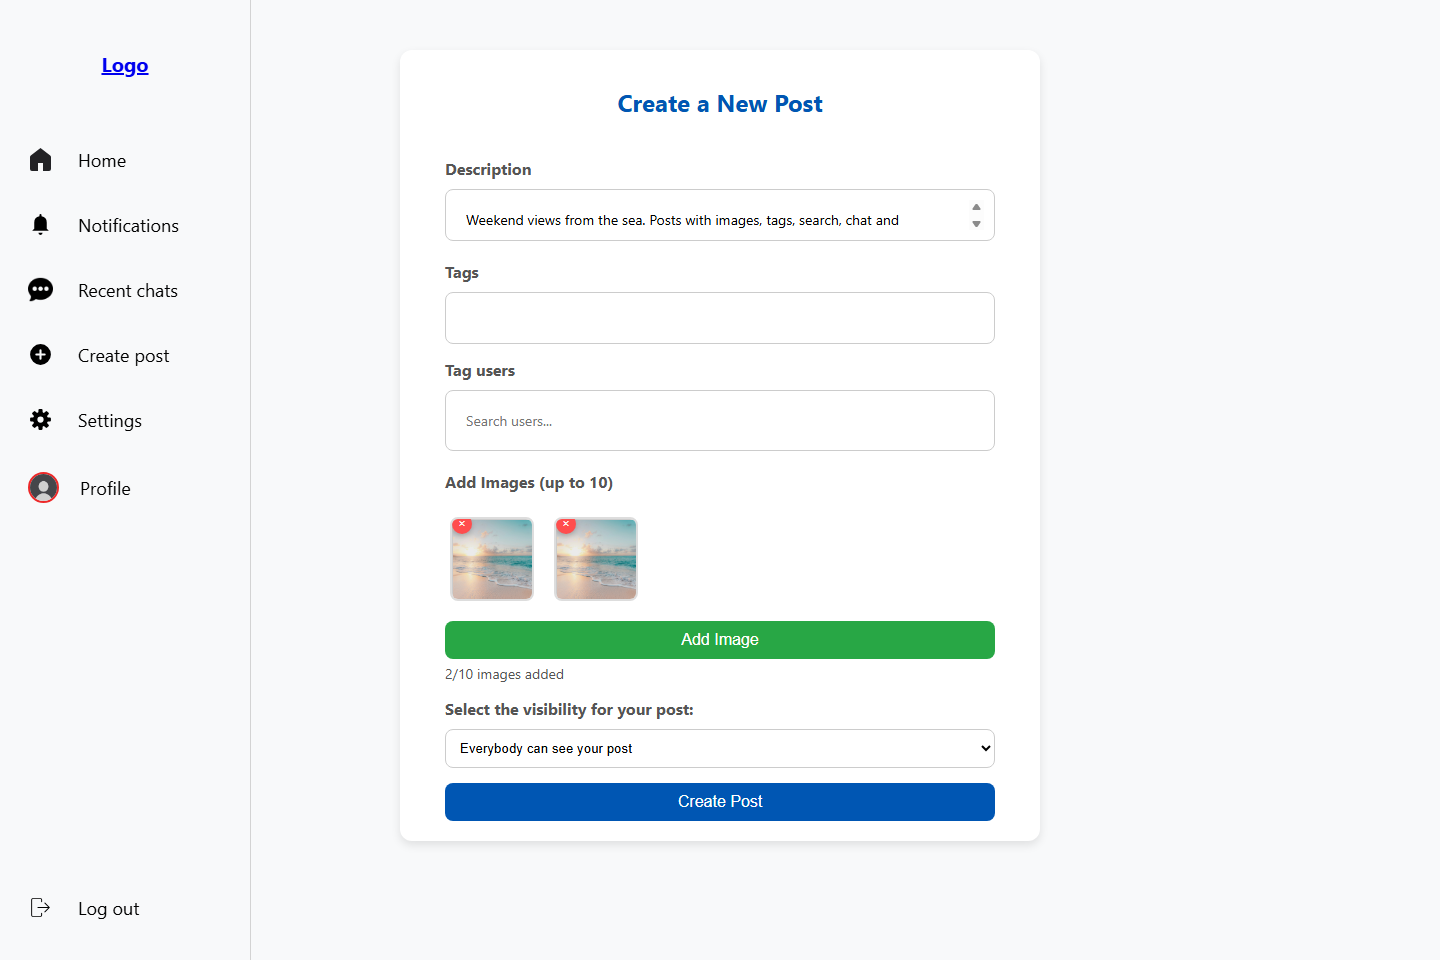 Logo
Home
Notifications
Recent chats
Create post
Settings
Profile
Log out
Create a New Post
Description
Weekend views from the sea. Posts with images, tags, search, chat and
Tags
Tag users
Search users...
Add Images (up to 10)
×
×
Add Image
2/10 images added
Select the visibility for your post:
Everybody can see your post
Create Post